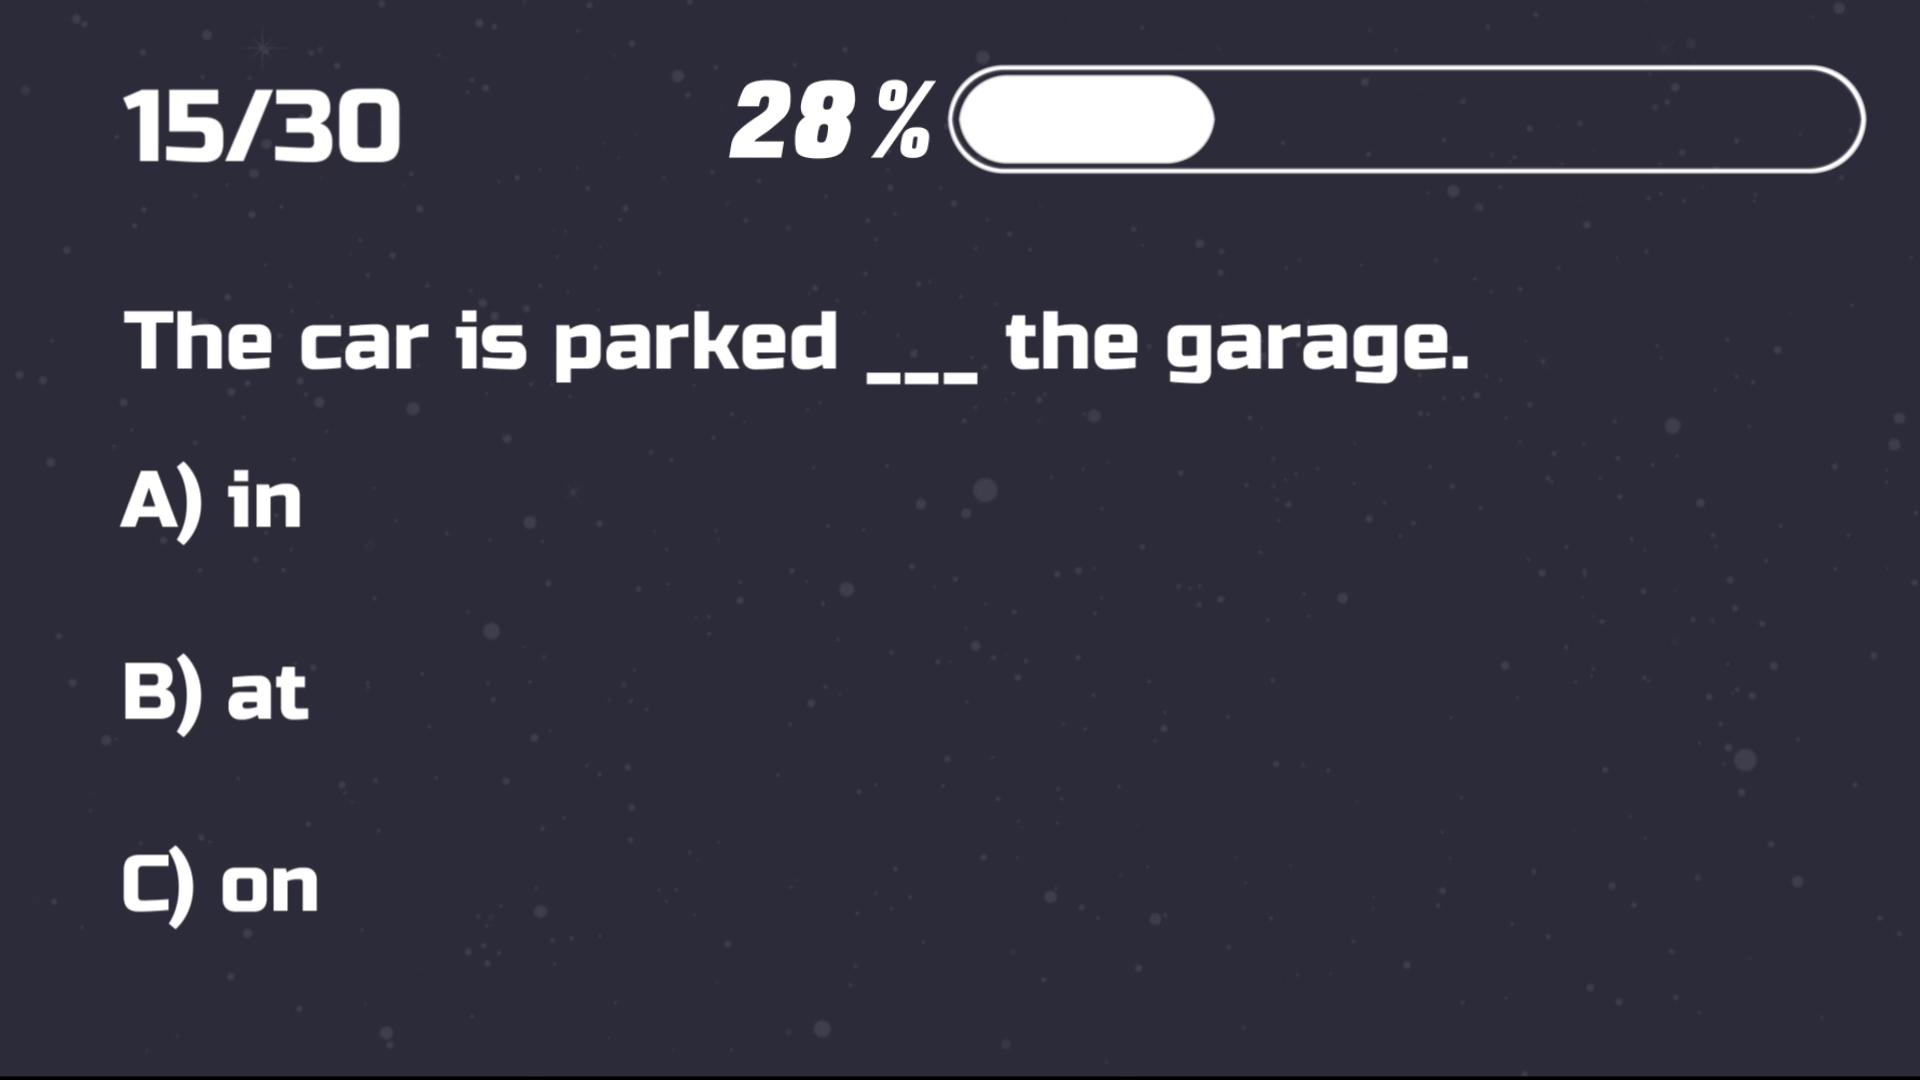 15/30
28%
The car is parked ___ the garage.
A) in
B) at
C) on